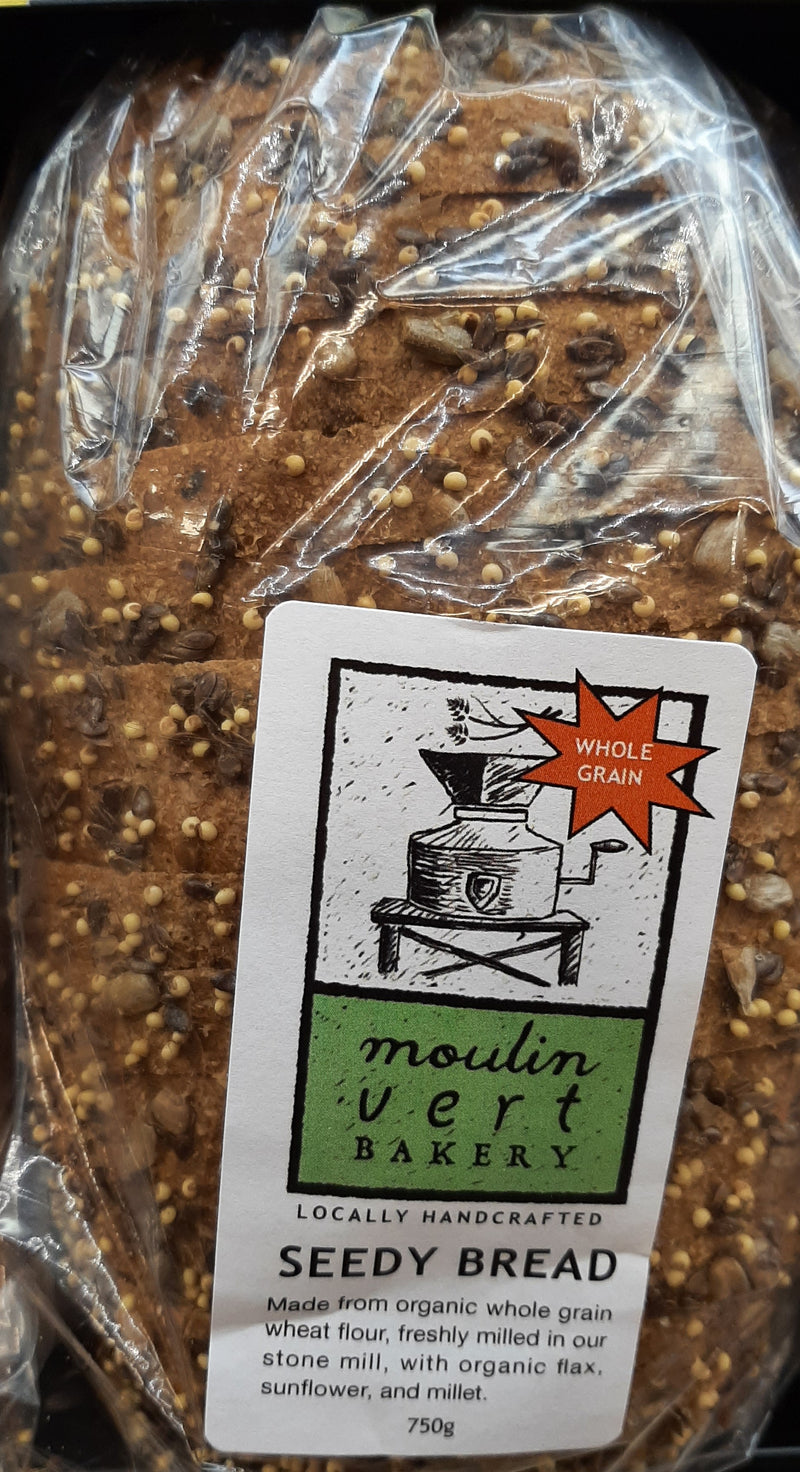 WHOLE
GRAIN
moulin
vert
BAKERY
LOCALLY HANDCRAFTED
SEEDY BREAD
Made from organic whole grain
wheat flour, freshly milled in our
stone mill, with organic flax,
sunflower, and millet.
750g